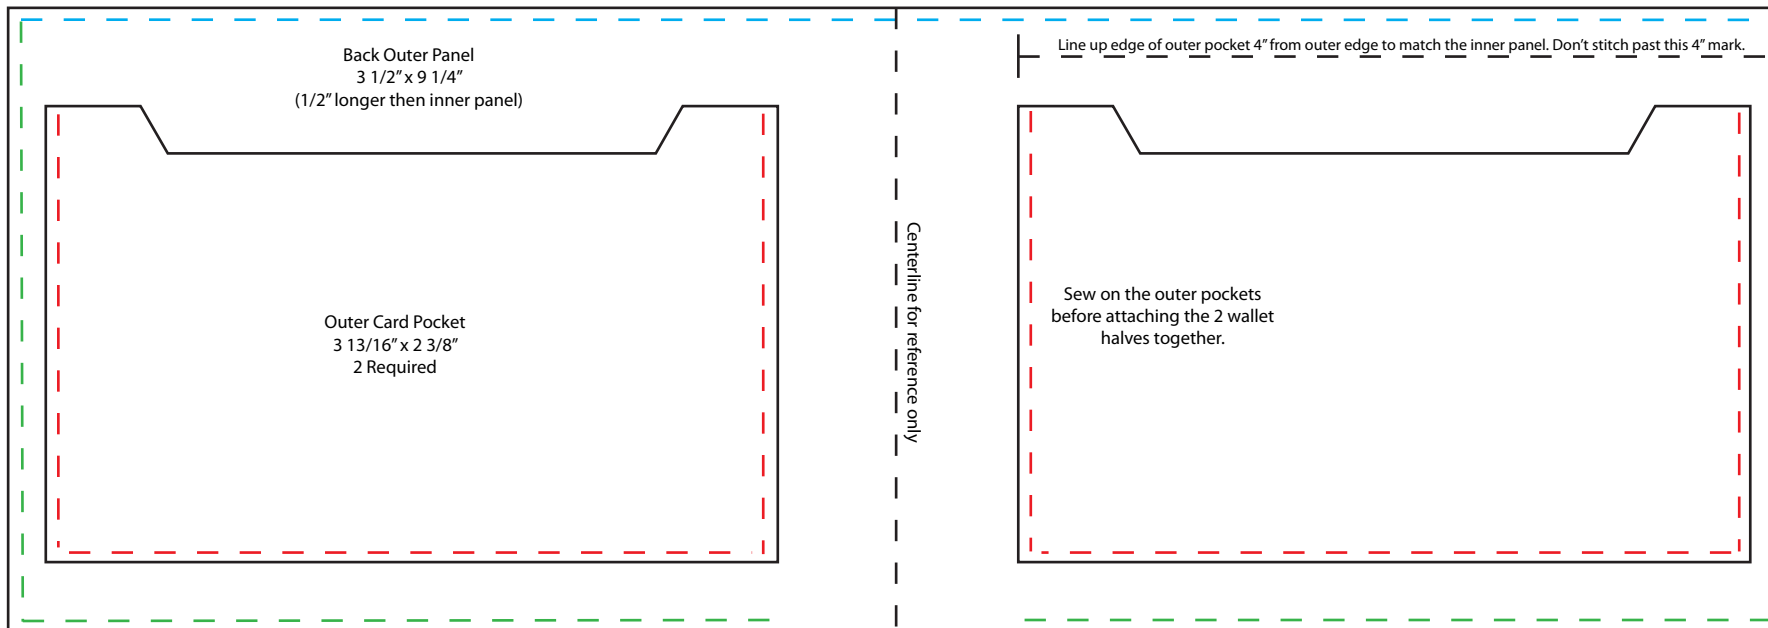 Back Outer Panel
3 1/2” x 9 1/4”
(1/2” longer then inner panel)
Line up edge of outer pocket 4” from outer edge to match the inner panel. Don’t stitch past this 4” mark.
Outer Card Pocket
3 13/16” x 2 3/8”
2 Required
Centerline for reference only
Sew on the outer pockets
before attaching the 2 wallet
halves together.